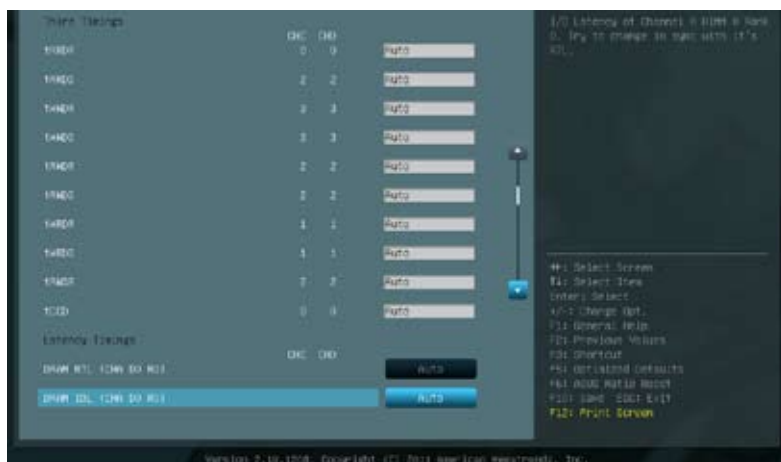 Third Timings
CHC CHD
tRRDR 0 0 Auto
tRRDD 2 2 Auto
tWWDR 3 3 Auto
tWWDD 3 3 Auto
tRWDR 2 2 Auto
tRWDD 2 2 Auto
tWRDR 1 1 Auto
tWRDD 1 1 Auto
tRWSR 2 Auto
tCCD 0 0 Auto
Latency Timings
CHC CHD
DRAM RTL (CHA D0 R0) Auto
DRAM IOL (CHA D0 R0) Auto
I/O Latency of Channel A DIMM 0 Rank
0. Try to change in sync with it's
RTL.
Select Screen
Select Item
Enter: Select
+/-: Change Opt.
F1: General Help
F2: Previous Values
F3: Shortcut
F5: Optimized Defaults
F6: ASUS Ratio Boost
F10: Save ESC: Exit
F12: Print Screen
Version 2.10.1208. Copyright (C) 2011 American Megatrends, Inc.